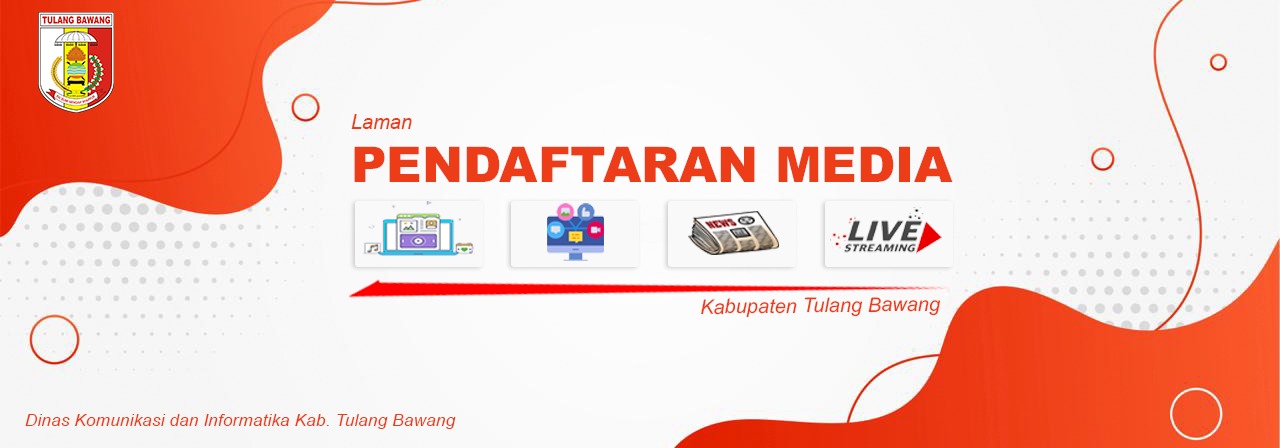 TULANG BAWANG
Laman
PENDAFTARAN MEDIA
NEWS
LIVE
STREAMING
Kabupaten Tulang Bawang
Dinas Komunikasi dan Informatika Kab. Tulang Bawang